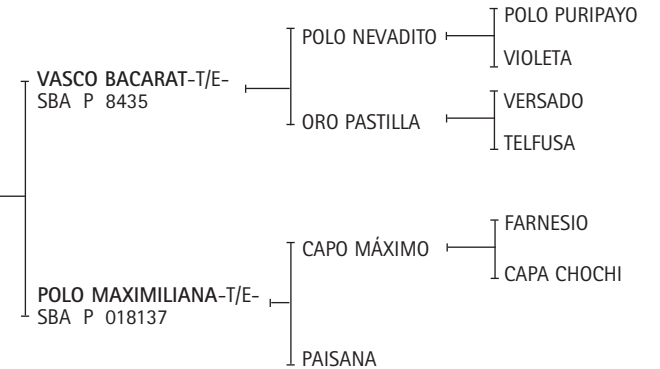 POLO PURIPAYO
POLO NEVADITO
VIOLETA
VASCO BACARAT-T/E-
SBA P 8435
VERSADO
ORO PASTILLA
TELFUSA
FARNESIO
CAPO MÁXIMO
CAPA CHOCHI
POLO MAXIMILIANA-T/E-
SBA P 018137
PAISANA